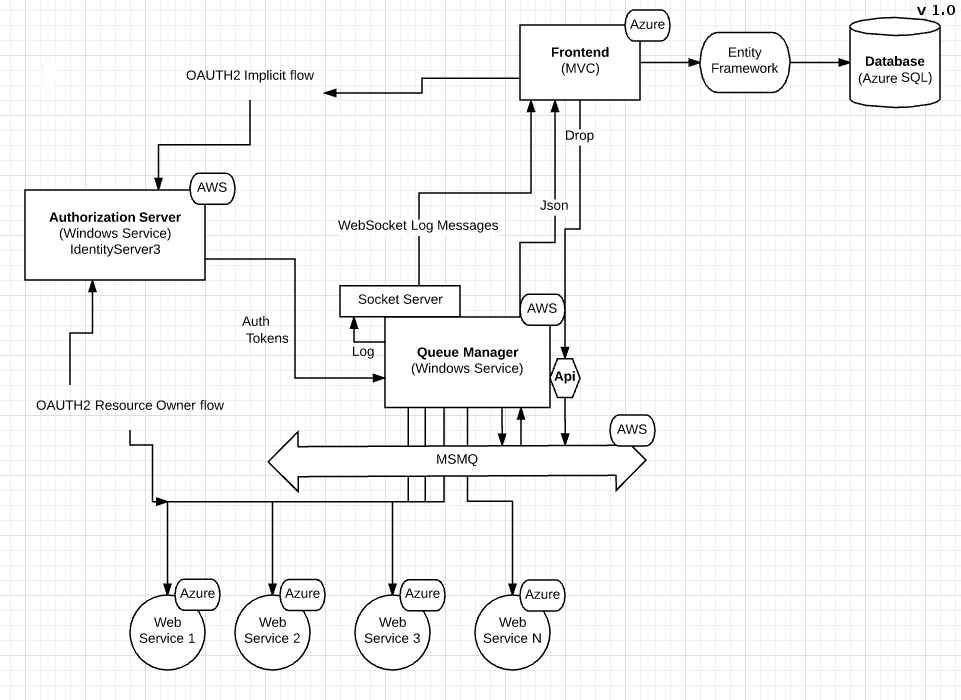 v 1.0
Azure
Frontend
(MVC)
Entity
Framework
Database
(Azure SQL)
OAUTH2 Implicit flow
Drop
AWS
Authorization Server
(Windows Service)
IdentityServer3
Json
WebSocket Log Messages
Socket Server
AWS
Auth
Tokens
Log
Queue Manager
(Windows Service)
Api
OAUTH2 Resource Owner flow
AWS
MSMQ
Azure
Web
Service 1
Azure
Web
Service 2
Azure
Web
Service 3
Azure
Web
Service N